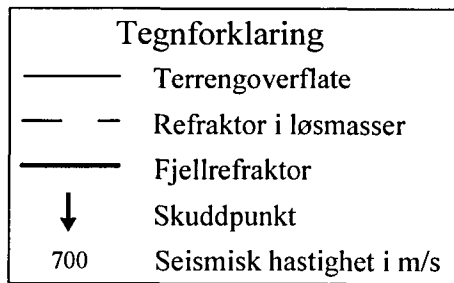 Tegnforklaring
Terrengoverflate
Refraktor i løsmasser
Fjellrefraktor
Skuddpunkt
700 Seismisk hastighet i m/s